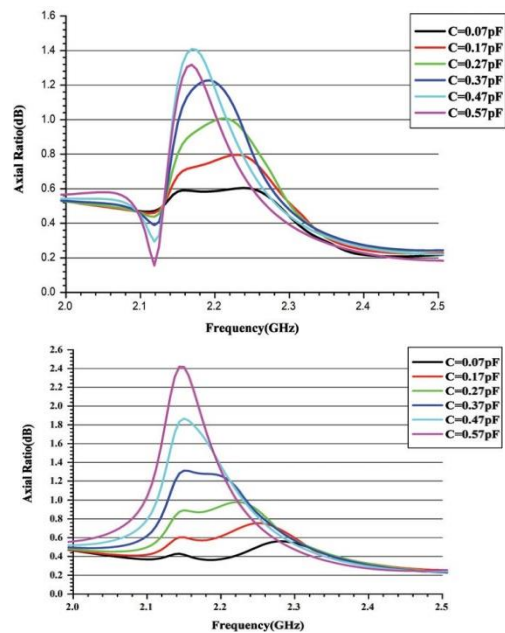 Axial Ratio(dB)
1.6
1.4
1.2
1.0
0.8
0.6
0.4
0.2
0.0
2.0
2.1
2.2
2.3
2.4
2.5
Frequency(GHz)
C=0.07pF
C=0.17pF
C=0.27pF
C=0.37pF
C=0.47pF
C=0.57pF
Axial Ratio(dB)
2.6
2.4
2.2
2.0
1.8
1.6
1.4
1.2
1.0
0.8
0.6
0.4
0.2
0.0
2.0
2.1
2.2
2.3
2.4
2.5
Frequency(GHz)
C=0.07pF
C=0.17pF
C=0.27pF
C=0.37pF
C=0.47pF
C=0.57pF